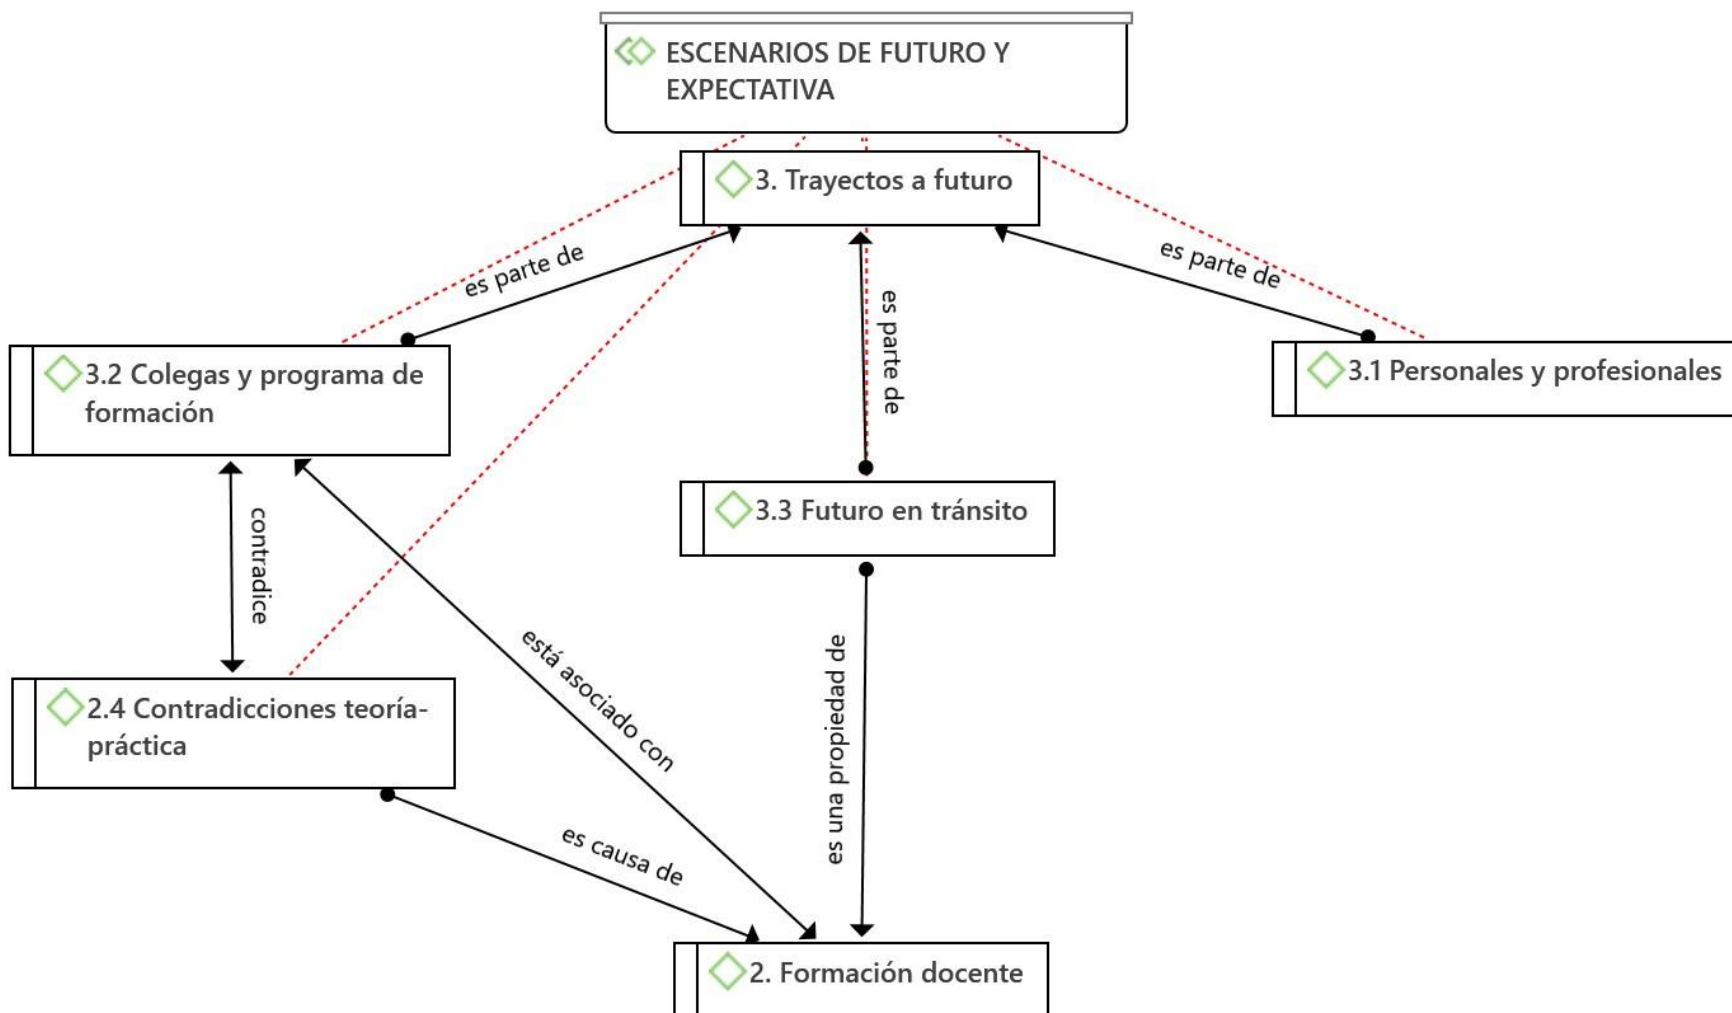 ESCENARIOS DE FUTURO Y
EXPECTATIVA
3. Trayectos a futuro
es parte de
es parte de
es parte de
3.2 Colegas y programa de
formación
3.1 Personales y profesionales
3.3 Futuro en tránsito
contradice
está asociado con
es una propiedad de
2.4 Contradicciones teoría-
práctica
es causa de
2. Formación docente